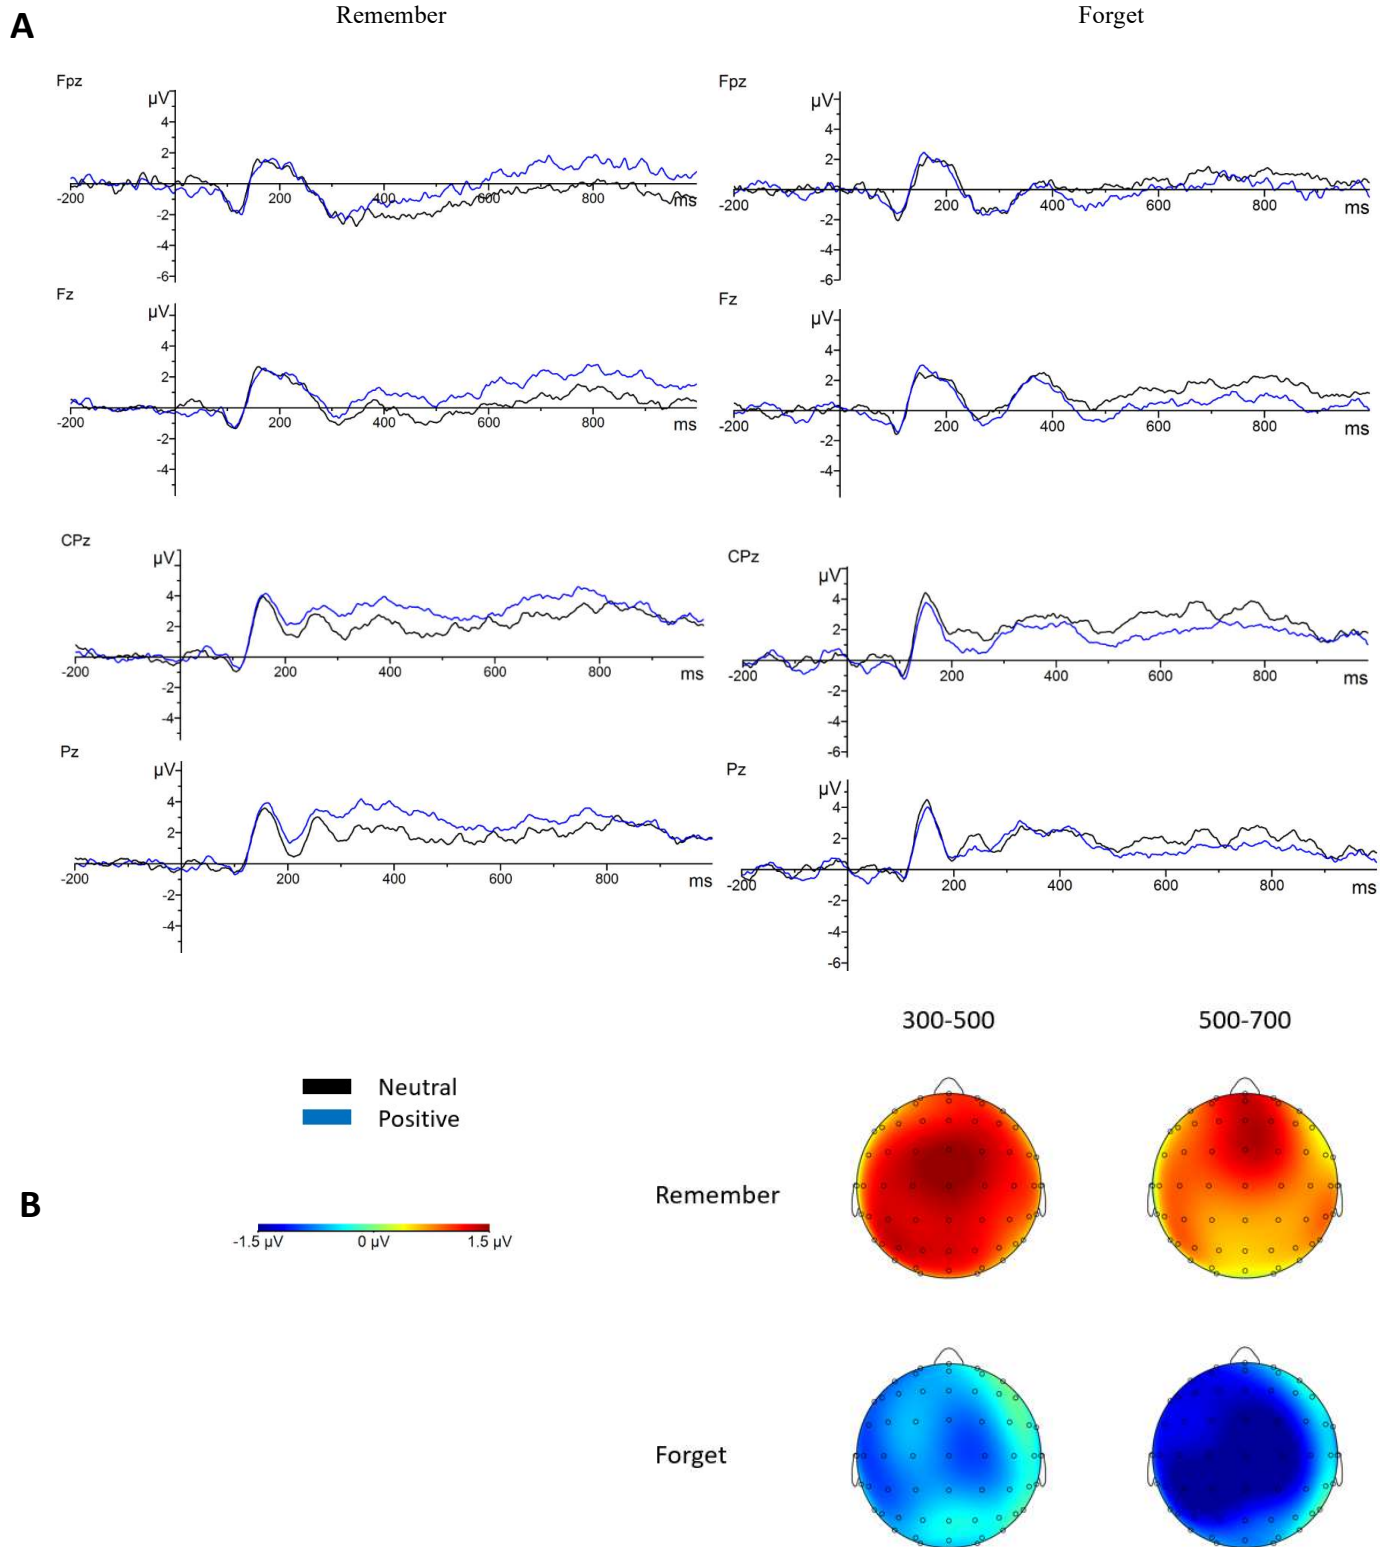 A
Remember
Forget
Fpz
µV
4
2
-200
200
400
600
800
ms
-2
-4
-6
Fpz
µV
4
2
-200
200
400
600
800
ms
-2
-4
-6
Fz
µV
4
2
-200
200
400
600
800
ms
-2
-4
Fz
µV
4
2
-200
200
400
600
800
ms
-2
-4
CPz
µV
4
2
-200
200
400
600
800
ms
-2
-4
CPz
µV
4
2
-200
200
400
600
800
ms
-2
-4
-6
Pz
µV
4
2
-200
200
400
600
800
ms
-2
-4
Pz
µV
4
2
-200
200
400
600
800
ms
-2
-4
-6
300-500
500-700
Neutral
Positive
B
Remember
-1.5 µV
0 µV
1.5 µV
Forget